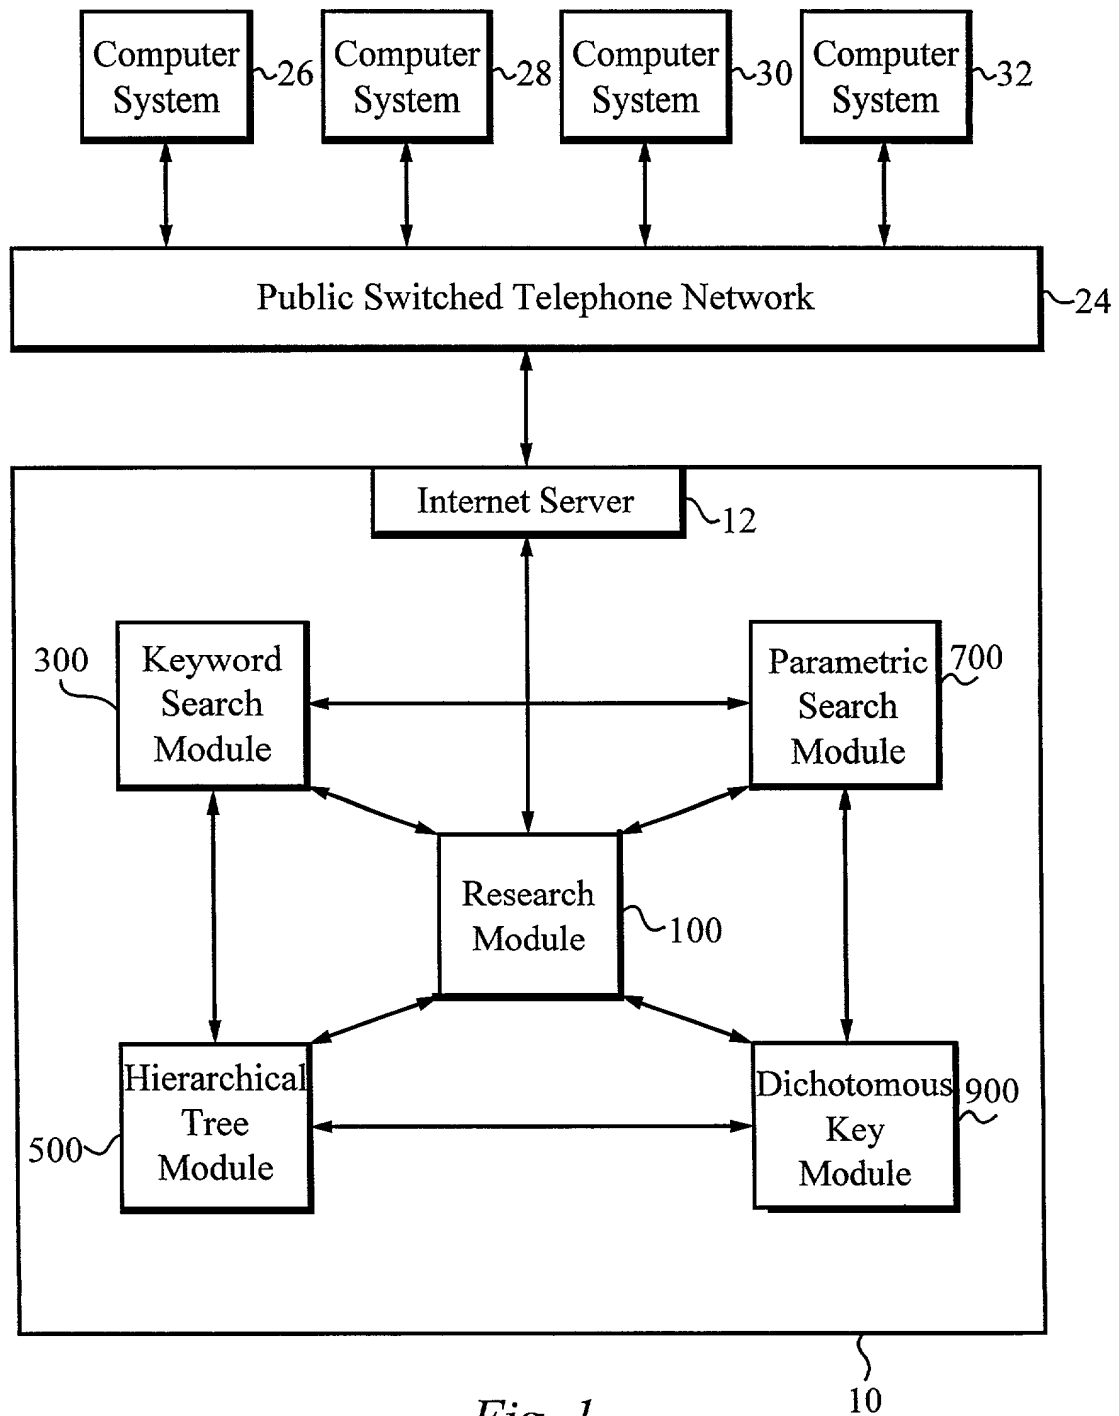 Computer
System
26
Computer
System
28
Computer
System
30
Computer
System
32
Public Switched Telephone Network
24
Internet Server
12
300
Keyword
Search
Module
Parametric
Search
Module
700
Research
Module
100
Hierarchical
Tree
Module
500
Dichotomous
Key
Module
900
10
Fig. 1